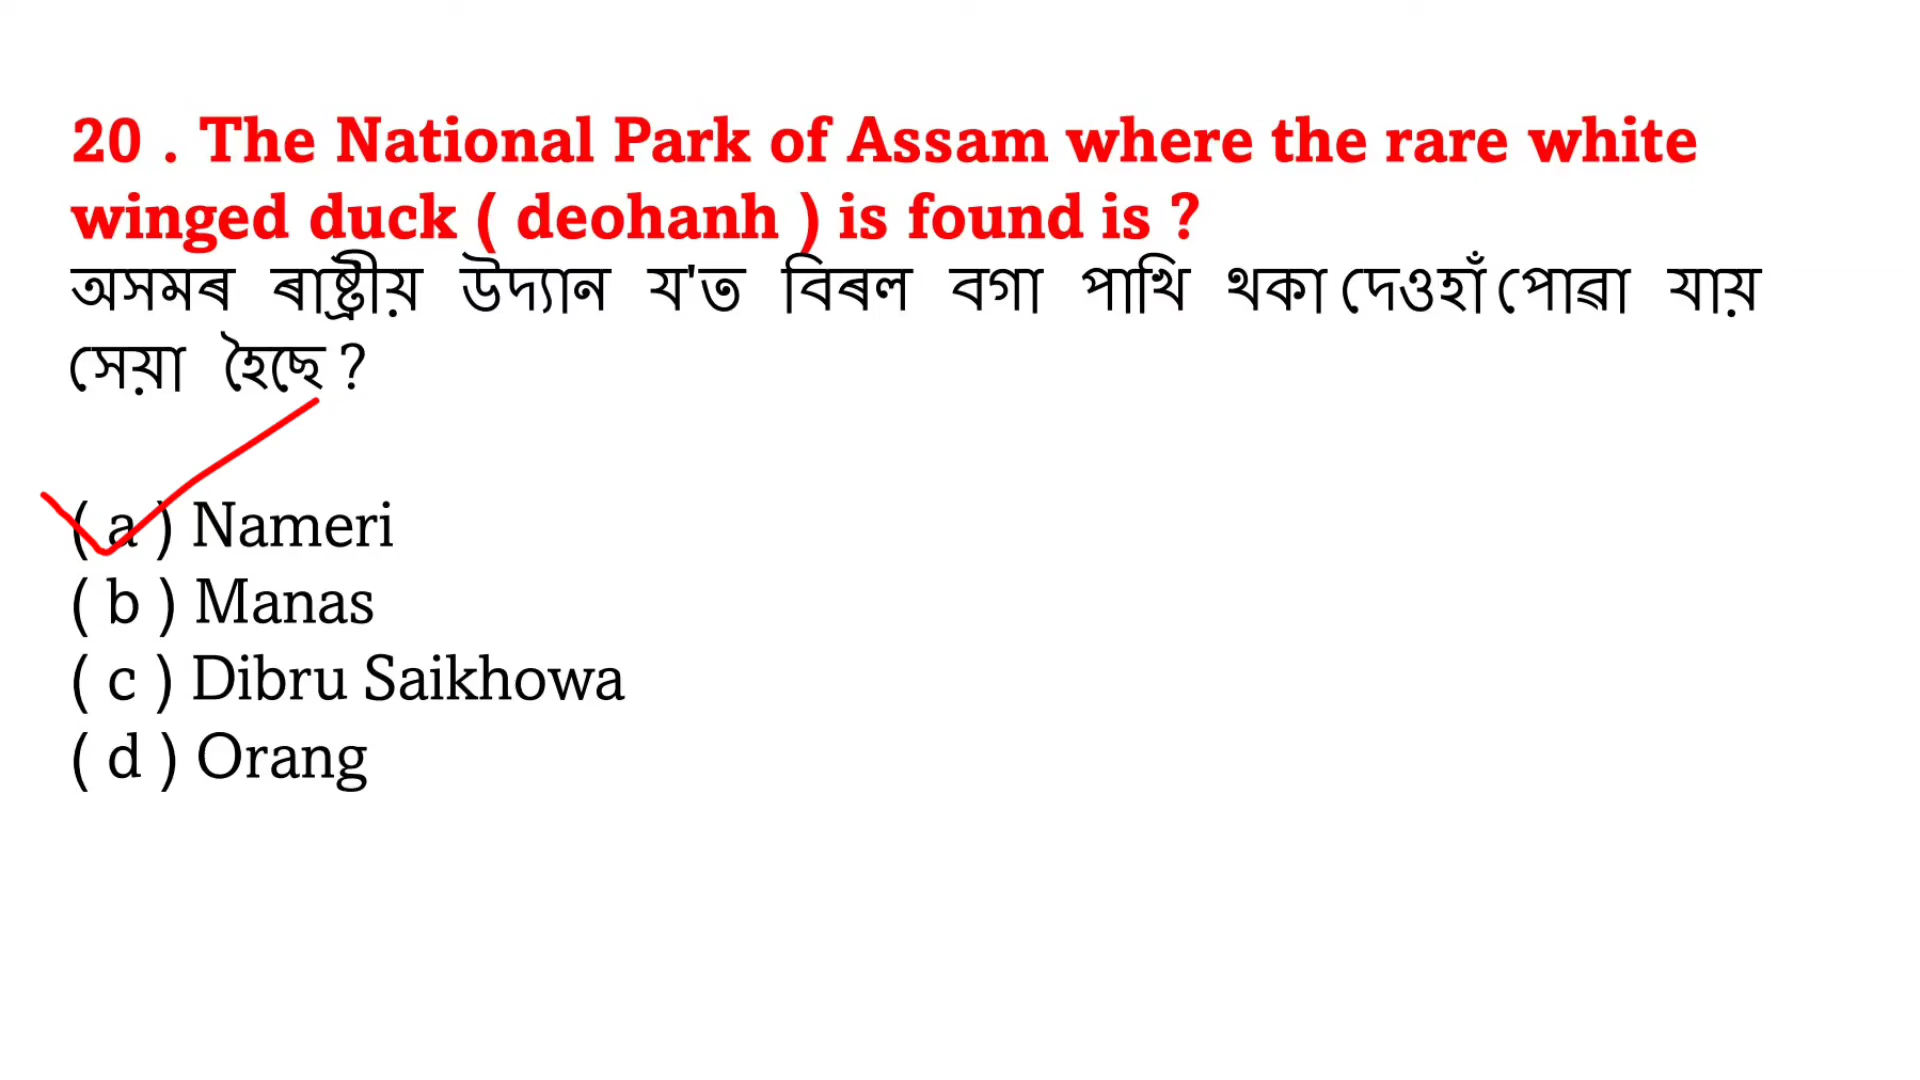 20 . The National Park of Assam where the rare white
winged duck ( deohanh ) is found is ?
অসমৰ ৰাষ্ট্ৰীয় উদ্যান য'ত বিৰল বগা পাখি থকা দেওহাঁ পোৱা যায়
সেয়া হৈছে ?
( a ) Nameri
( b ) Manas
( c ) Dibru Saikhowa
( d ) Orang